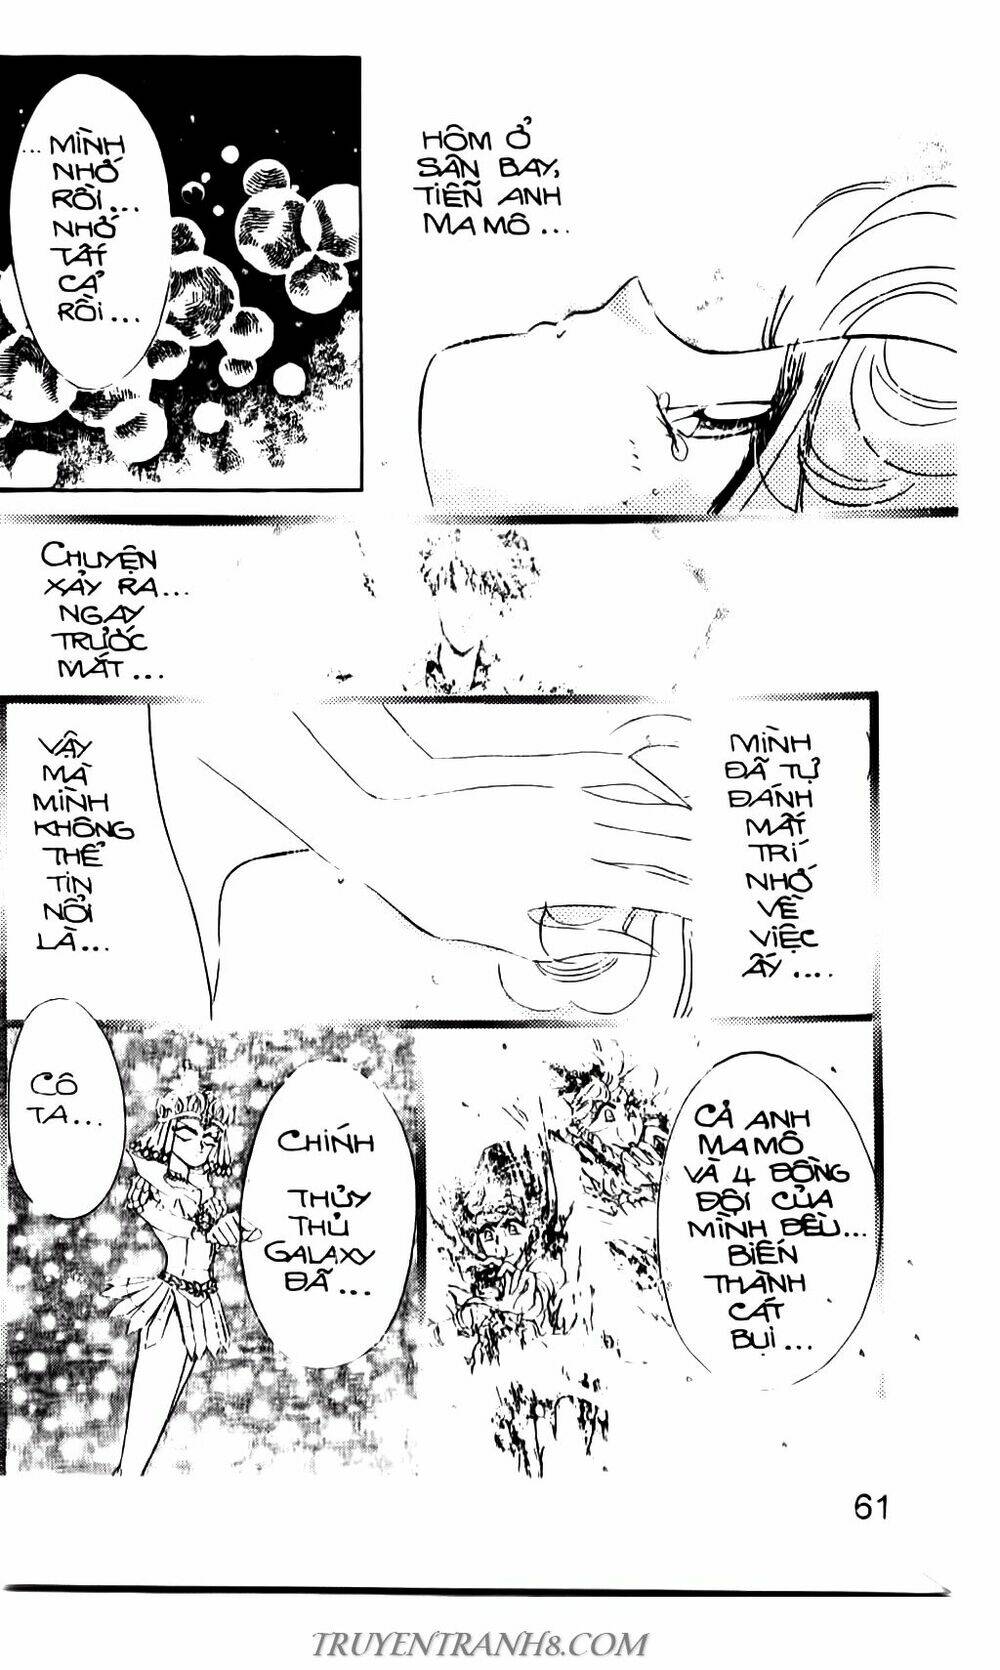 ...MÌNH
NHỚ
RỒI...
NHỚ
TẤT
CẢ
RỒI...
HÔM Ở
SÂN BAY,
TIỄN ANH
MAMÔ...
CHUYỆN
XẢY RA...
NGAY
TRƯỚC
MẮT...
VẬY
MÀ
MÌNH
KHÔNG
THỂ
TIN
NỔI
LÀ...
MÌNH
ĐÃ TỰ
ĐÁNH
MẤT
TRÍ
NHỚ
VỀ
VIỆC
ẤY....
CÔ
TA...
CHÍNH
THỦY
THỦ
GALAXY
ĐÃ...
CẢ ANH
MAMÔ
VÀ 4 ĐỒNG
ĐỘI CỦA
MÌNH ĐỀU...
BIẾN
THÀNH
CÁT
BỤI...
61
TRUYENTRANH8.COM